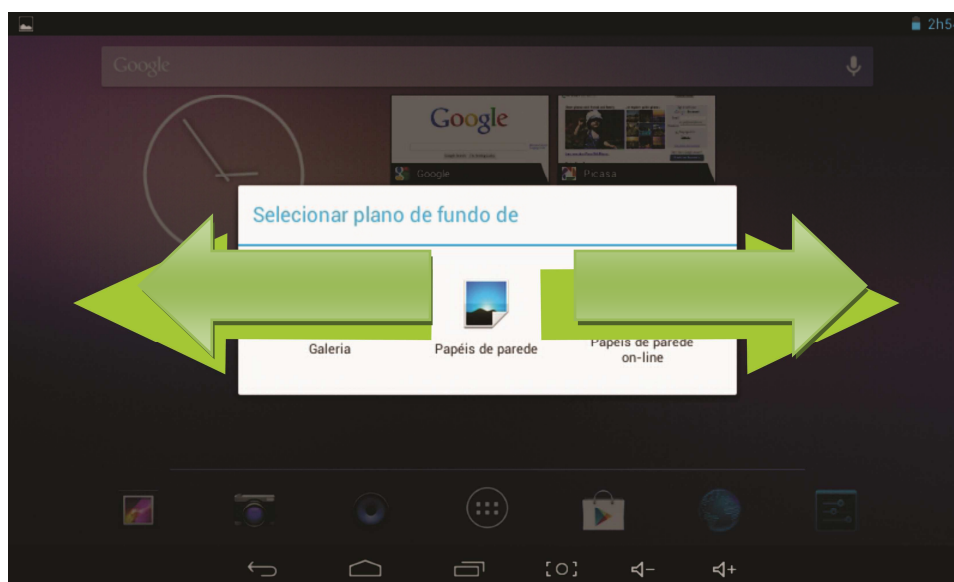 2h5
Google
Google
Google
Picasa
Selecionar plano de fundo de
Galeria
Papéis de parede
Papéis de parede
on-line